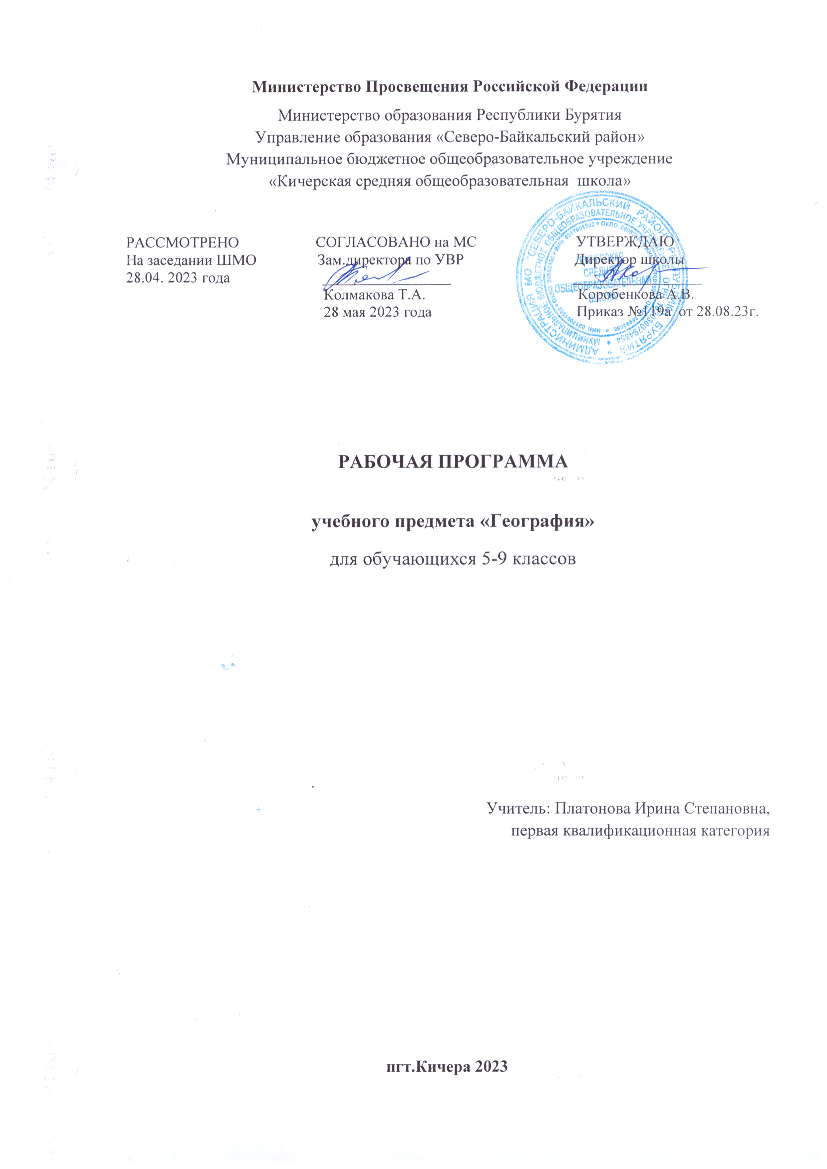 Министерство Просвещения Российской Федерации
Министерство образования Республики Бурятия
Управление образования «Северо-Байкальский район»
Муниципальное бюджетное общеобразовательное учреждение
«Кичерская средняя общеобразовательная школа»
РАССМОТРЕНО СОГЛАСОВАНО на МС УТВЕРЖДАЮ
На заседании ШМО Зам.директора по УВР Директор школы
28.04. 2023 года
Колмакова Т.А. Коробенкова А.В.
28 мая 2023 года Приказ №119а от 28.08.23г.
РАБОЧАЯ ПРОГРАММА
учебного предмета «География»
для обучающихся 5-9 классов
Учитель: Платонова Ирина Степановна,
первая квалификационная категория
пгт.Кичера 2023